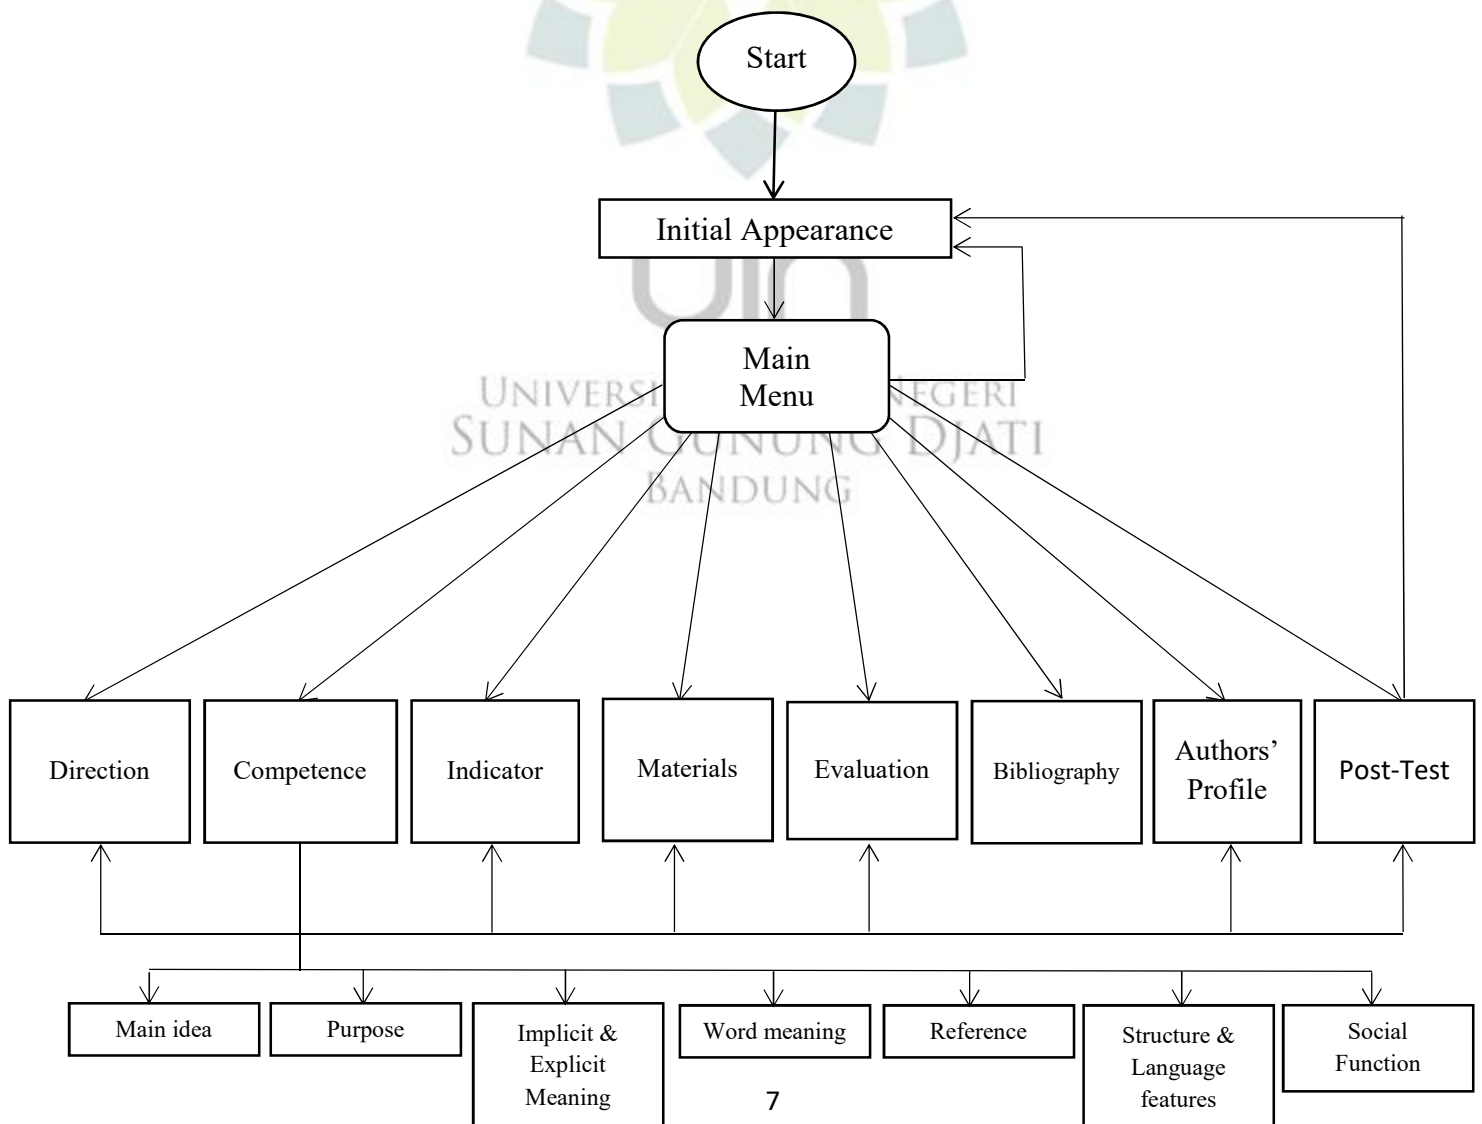 Start
Initial Appearance
Main
Menu
UNIVERSI NEGERI
SUNAN GUNUNG DJATI
BANDUNG
Direction
Competence
Indicator
Materials
Evaluation
Bibliography
Authors’
Profile
Post-Test
Main idea
Purpose
Implicit &
Explicit
Meaning
Word meaning
Reference
Structure &
Language
features
Social
Function
7